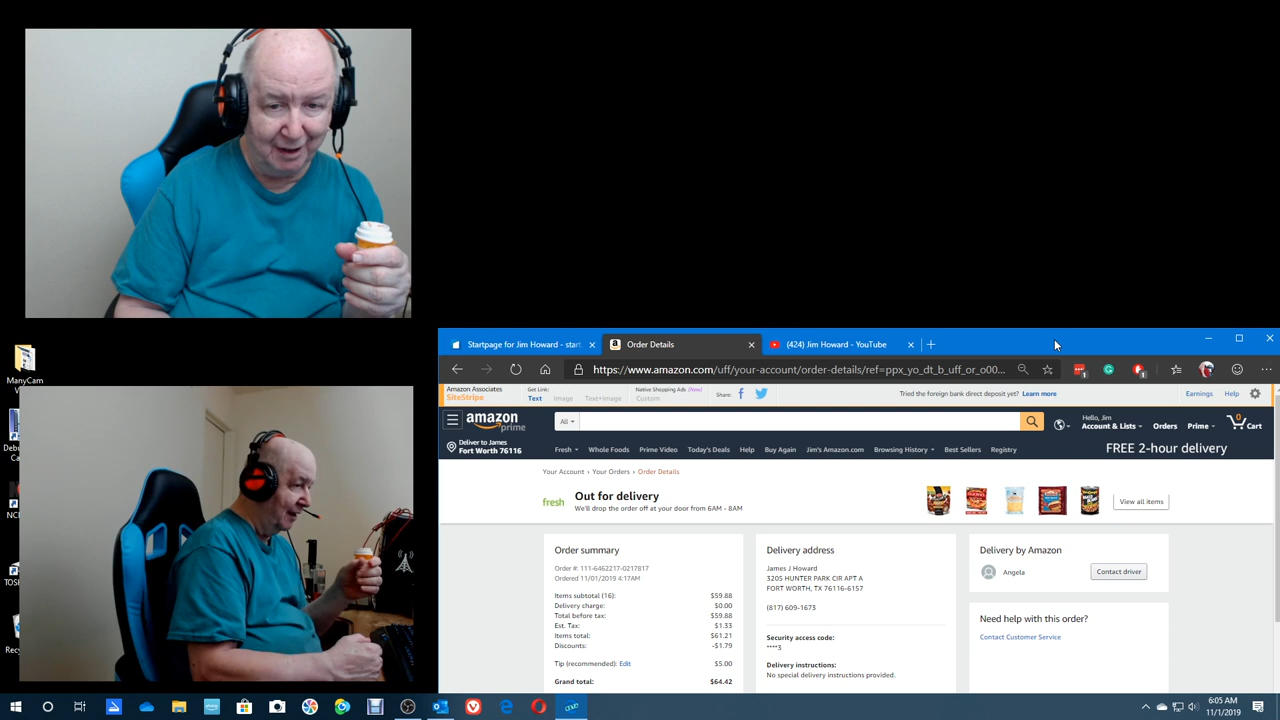 Startpage for Jim Howard - start.
Order Details
(424) Jim Howard - YouTube
https://www.amazon.com/uff/your-account/order-details/ref=ppx_yo_dt_b_uff_or_o00...
Amazon Associates
SiteStripe
Get Link:
Text
Image
Text+Image
Native Shopping Ads (New)
Custom
Share:
Tried the foreign bank direct deposit yet? Learn more
Earnings
Help
amazon
prime
All
Hello, Jim
Account & Lists
Orders
Prime
0
Cart
Deliver to James
Fort Worth 76116
Fresh
Whole Foods
Prime Video
Today's Deals
Help
Buy Again
Jim's Amazon.com
Browsing History
Best Sellers
Registry
FREE 2-hour delivery
Your Account › Your Orders › Order Details
fresh
Out for delivery
We'll drop the order off at your door from 6AM - 8AM
View all items
Order summary
Order #: 111-6462217-0217817
Ordered 11/01/2019 4:17AM
Items subtotal (16): $59.88
Delivery charge: $0.00
Total before tax: $59.88
Est. Tax: $1.33
Items total: $61.21
Discounts: -$1.79
Tip (recommended): Edit $5.00
Grand total: $64.42
Delivery address
James J Howard
3205 HUNTER PARK CIR APT A
FORT WORTH, TX 76116-6157
(817) 609-1673
Security access code:
****3
Delivery instructions:
No special delivery instructions provided.
Delivery by Amazon
Angela
Contact driver
Need help with this order?
Contact Customer Service
ManyCam
6:05 AM
11/1/2019